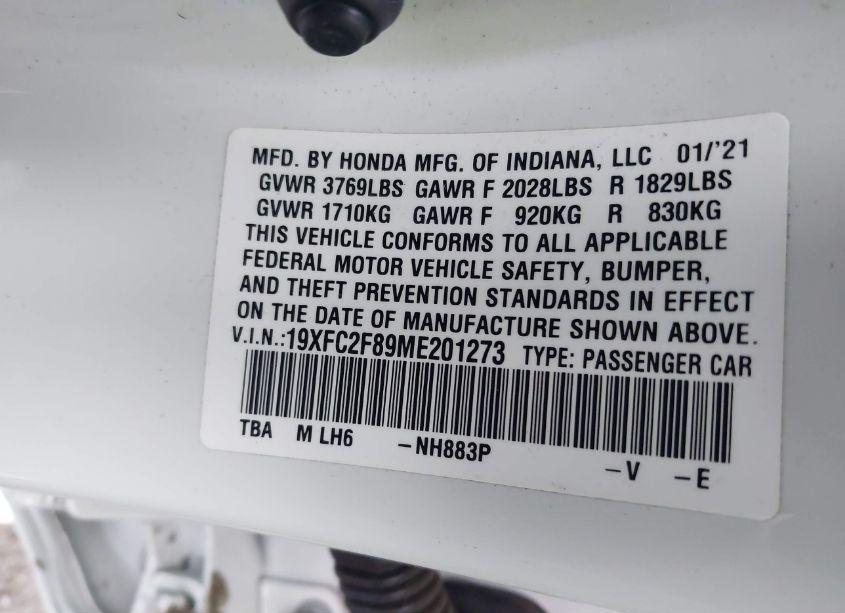 MFD. BY HONDA MFG. OF INDIANA, LLC 01/'21
GVWR 3769LBS GAWR F 2028LBS R 1829LBS
GVWR 1710KG GAWR F 920KG R 830KG
THIS VEHICLE CONFORMS TO ALL APPLICABLE
FEDERAL MOTOR VEHICLE SAFETY, BUMPER,
AND THEFT PREVENTION STANDARDS IN EFFECT
ON THE DATE OF MANUFACTURE SHOWN ABOVE.
V.I.N.:19XFC2F89ME201273 TYPE: PASSENGER CAR
TBA M LH6 -NH883P -V -E